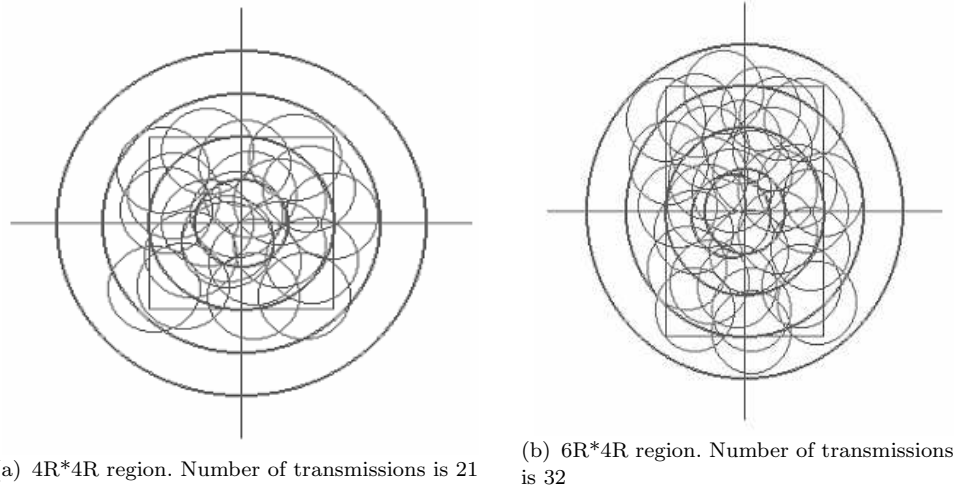 a) 4R*4R region. Number of transmissions is 21
(b) 6R*4R region. Number of transmissions
is 32